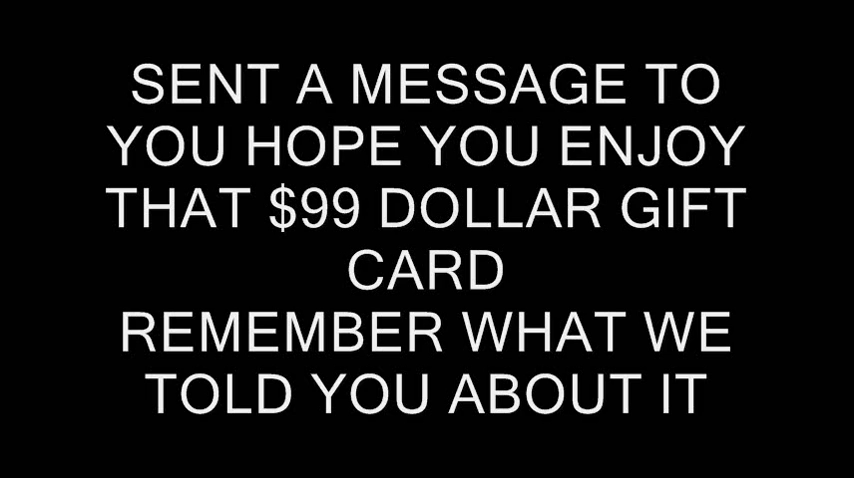 SENT A MESSAGE TO
YOU HOPE YOU ENJOY
THAT $99 DOLLAR GIFT
CARD
REMEMBER WHAT WE
TOLD YOU ABOUT IT